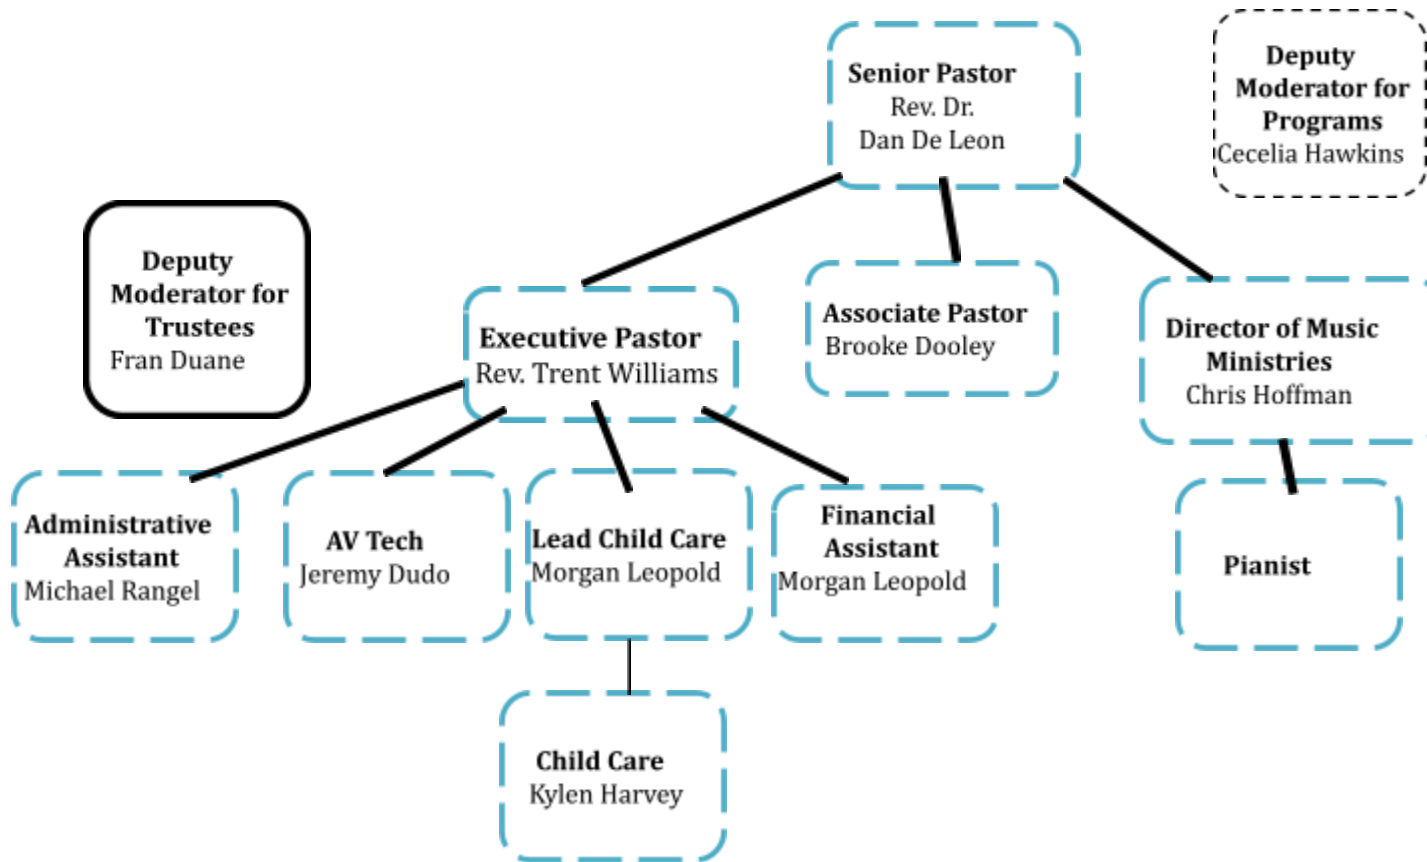 Senior Pastor
Rev. Dr.
Dan De Leon
Deputy
Moderator for
Programs
Cecelia Hawkins
Deputy
Moderator for
Trustees
Fran Duane
Executive Pastor
Rev. Trent Williams
Associate Pastor
Brooke Dooley
Director of Music
Ministries
Chris Hoffman
Administrative
Assistant
Michael Rangel
AV Tech
Jeremy Dudo
Lead Child Care
Morgan Leopold
Financial
Assistant
Morgan Leopold
Pianist
Child Care
Kylen Harvey